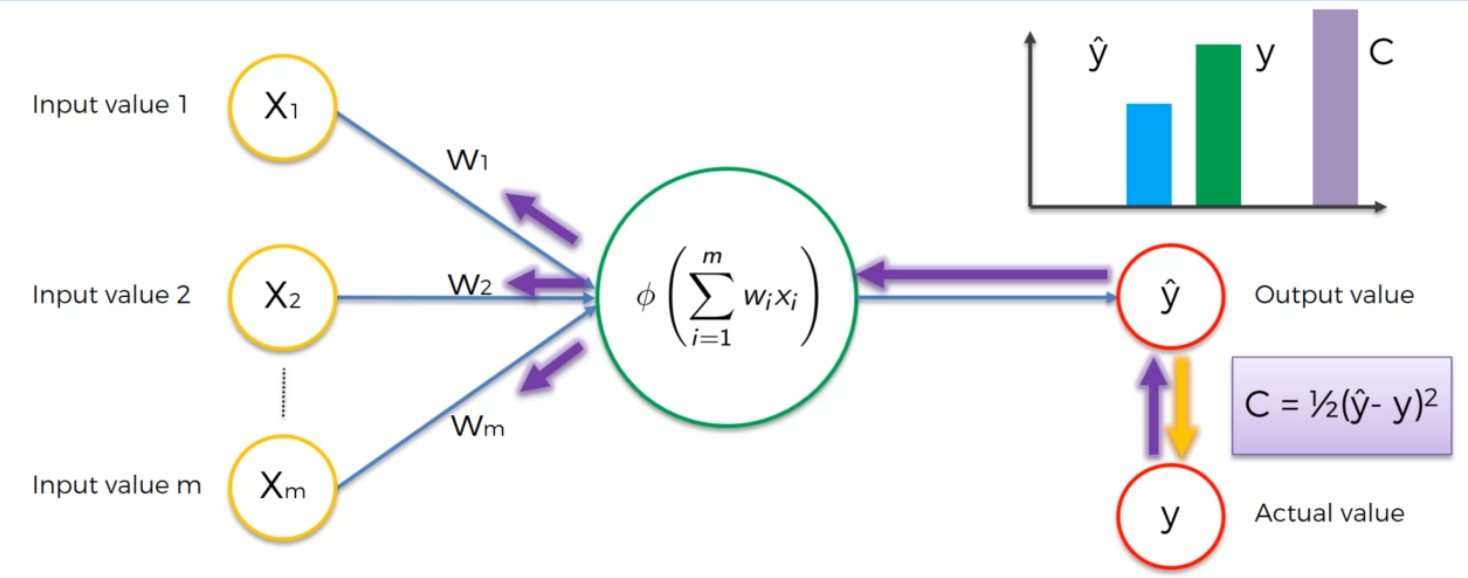 ŷ y C
Input value 1 X₁
W₁
Input value 2 X₂
W₂
ϕ(∑ᵢ₌₁ᵐ wᵢxᵢ)
ŷ Output value
C = ½(ŷ- y)²
Wₘ
Input value m Xₘ
y Actual value